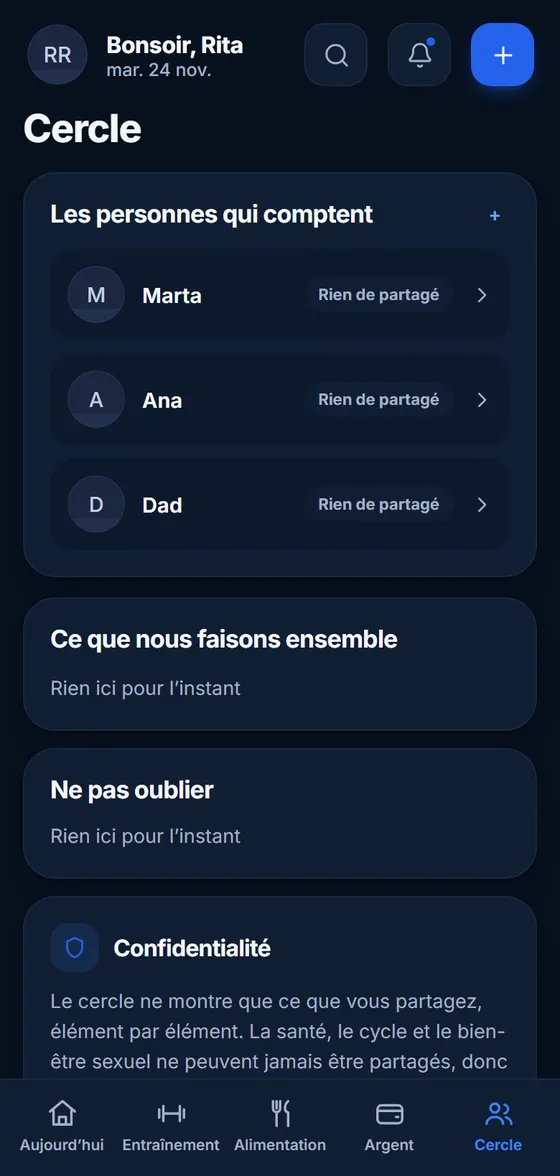 RR
Bonsoir, Rita
mar. 24 nov.
Cercle
Les personnes qui comptent
+
M
Marta
Rien de partagé
A
Ana
Rien de partagé
D
Dad
Rien de partagé
Ce que nous faisons ensemble
Rien ici pour l’instant
Ne pas oublier
Rien ici pour l’instant
Confidentialité
Le cercle ne montre que ce que vous partagez,
élément par élément. La santé, le cycle et le bien-
être sexuel ne peuvent jamais être partagés, donc
Aujourd’hui
Entraînement
Alimentation
Argent
Cercle